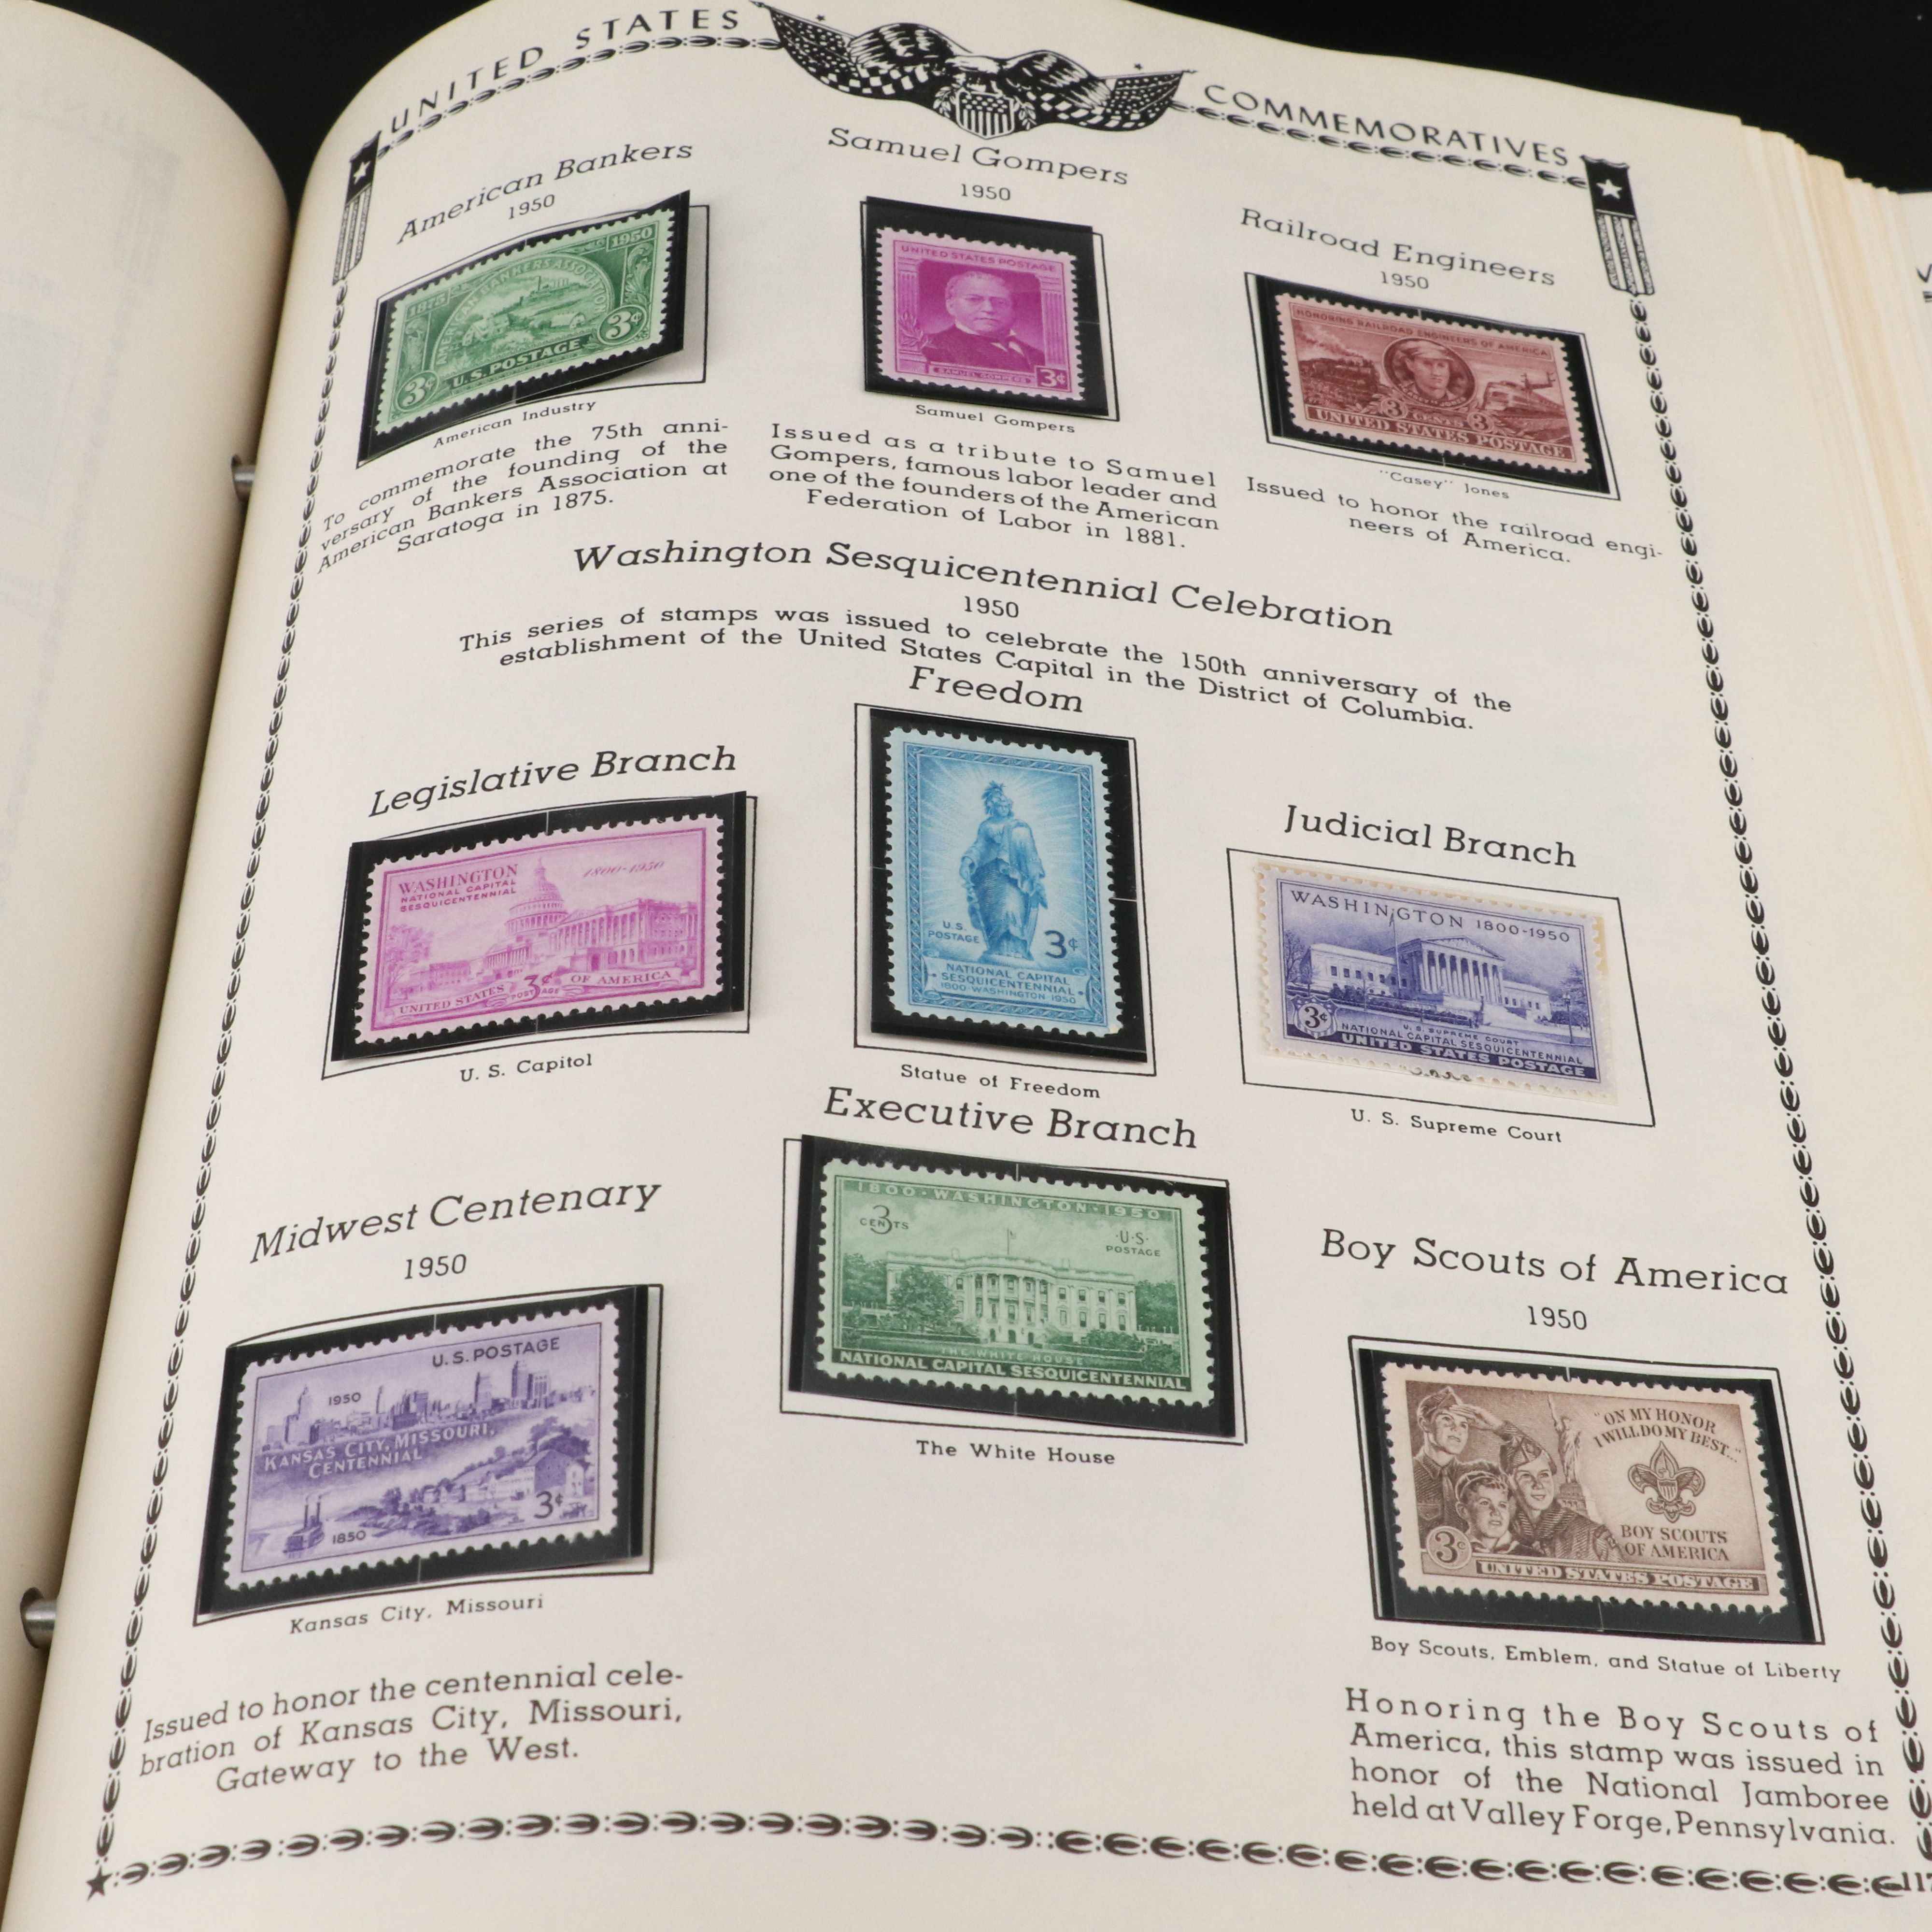 UNITED STATES COMMEMORATIVES
American Bankers
1950
1950
1875
AMERICAN BANKERS ASSOCIATION
3¢
3¢
U.S. POSTAGE
American Industry
To commemorate the 75th anni-
versary of the founding of the
American Bankers Association at
Saratoga in 1875.
Samuel Gompers
1950
UNITED STATES POSTAGE
SAMUEL GOMPERS
3¢
Samuel Gompers
Issued as a tribute to Samuel
Gompers, famous labor leader and
one of the founders of the American
Federation of Labor in 1881.
Railroad Engineers
1950
HONORING RAILROAD ENGINEERS OF AMERICA
3 CENTS 3
UNITED STATES POSTAGE
"Casey" Jones
Issued to honor the railroad engi-
neers of America.
Washington Sesquicentennial Celebration
1950
This series of stamps was issued to celebrate the 150th anniversary of the
establishment of the United States Capital in the District of Columbia.
Legislative Branch
WASHINGTON
NATIONAL CAPITAL
SESQUICENTENNIAL
1800-1950
UNITED STATES POSTAGE 3¢ OF AMERICA
U. S. Capitol
Freedom
U.S.
POSTAGE
3¢
NATIONAL CAPITAL
SESQUICENTENNIAL
1800·WASHINGTON·1950
Statue of Freedom
Judicial Branch
WASHINGTON 1800-1950
3¢
U. S. SUPREME COURT
NATIONAL CAPITAL SESQUICENTENNIAL
UNITED STATES POSTAGE
U. S. Supreme Court
Executive Branch
1800·WASHINGTON·1950
3
CENTS
·U·S·
POSTAGE
THE WHITE HOUSE
NATIONAL CAPITAL SESQUICENTENNIAL
The White House
Midwest Centenary
1950
U.S. POSTAGE
1950
KANSAS CITY, MISSOURI,
CENTENNIAL
3¢
1850
Kansas City, Missouri
Issued to honor the centennial cele-
bration of Kansas City, Missouri,
Gateway to the West.
Boy Scouts of America
1950
"ON MY HONOR
I WILL DO MY BEST..."
BOY SCOUTS
OF AMERICA
3¢
UNITED STATES POSTAGE
Boy Scouts, Emblem, and Statue of Liberty
Honoring the Boy Scouts of
America, this stamp was issued in
honor of the National Jamboree
held at Valley Forge, Pennsylvania.